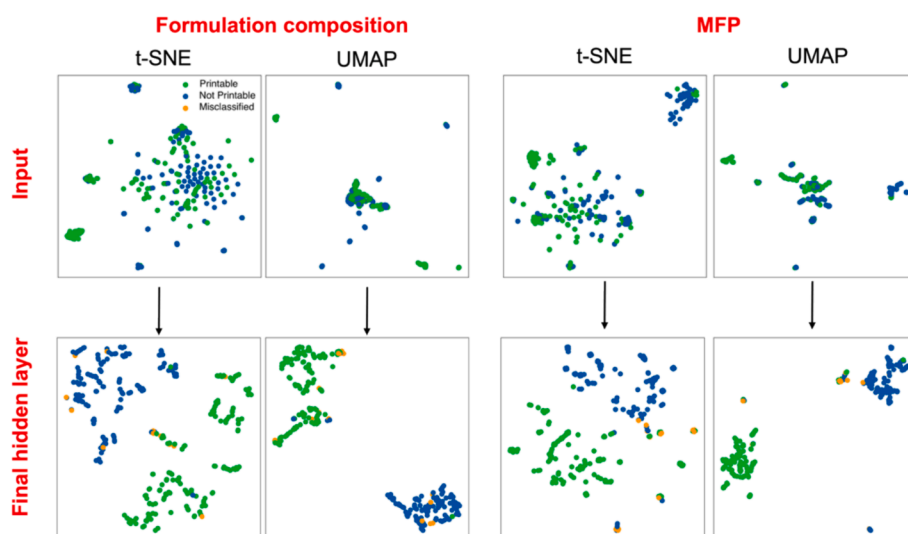 Formulation composition
MFP
t-SNE
UMAP
t-SNE
UMAP
Printable
Not Printable
Misclassified
Input
Final hidden layer